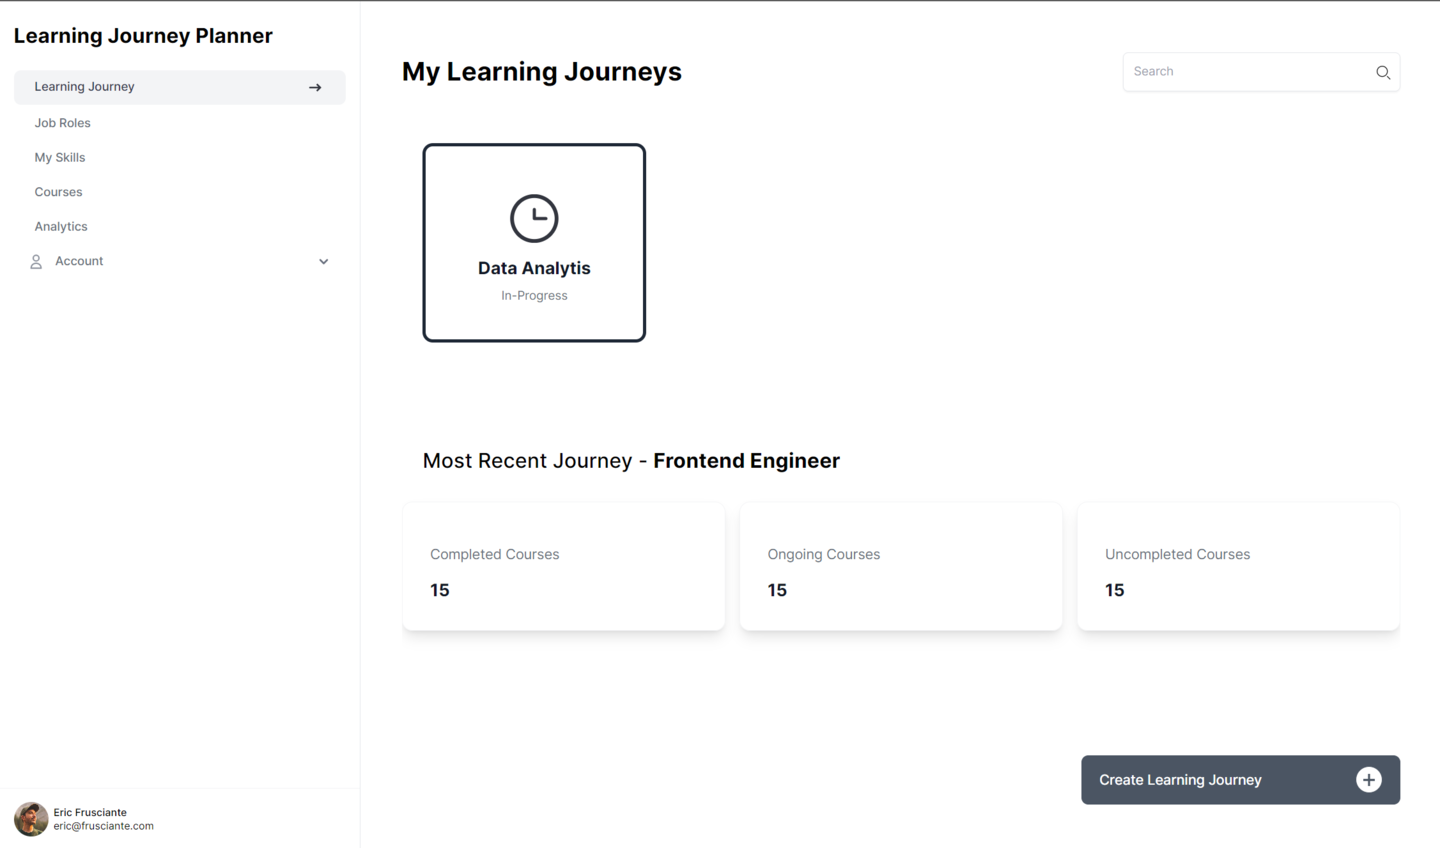 Learning Journey Planner
Learning Journey
Job Roles
My Skills
Courses
Analytics
Account
Eric Frusciante
eric@frusciante.com
My Learning Journeys
Search
Data Analytis
In-Progress
Most Recent Journey - Frontend Engineer
Completed Courses
15
Ongoing Courses
15
Uncompleted Courses
15
Create Learning Journey